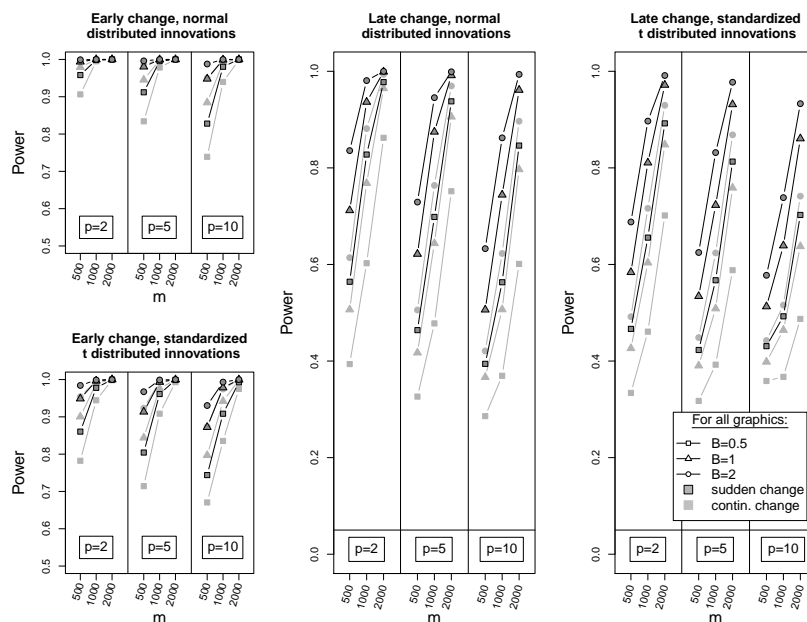 Early change, normal
distributed innovations
Power
1.0
0.9
0.8
0.7
0.6
0.5
p=2
p=5
p=10
500
1000
2000
500
1000
2000
500
1000
2000
m
Early change, standardized
t distributed innovations
Power
1.0
0.9
0.8
0.7
0.6
0.5
p=2
p=5
p=10
500
1000
2000
500
1000
2000
500
1000
2000
m
Late change, normal
distributed innovations
Power
1.0
0.8
0.6
0.4
0.2
0.0
p=2
p=5
p=10
500
1000
2000
500
1000
2000
500
1000
2000
m
Late change, standardized
t distributed innovations
Power
1.0
0.8
0.6
0.4
0.2
0.0
For all graphics:
B=0.5
B=1
B=2
sudden change
contin. change
p=2
p=5
p=10
500
1000
2000
500
1000
2000
500
1000
2000
m